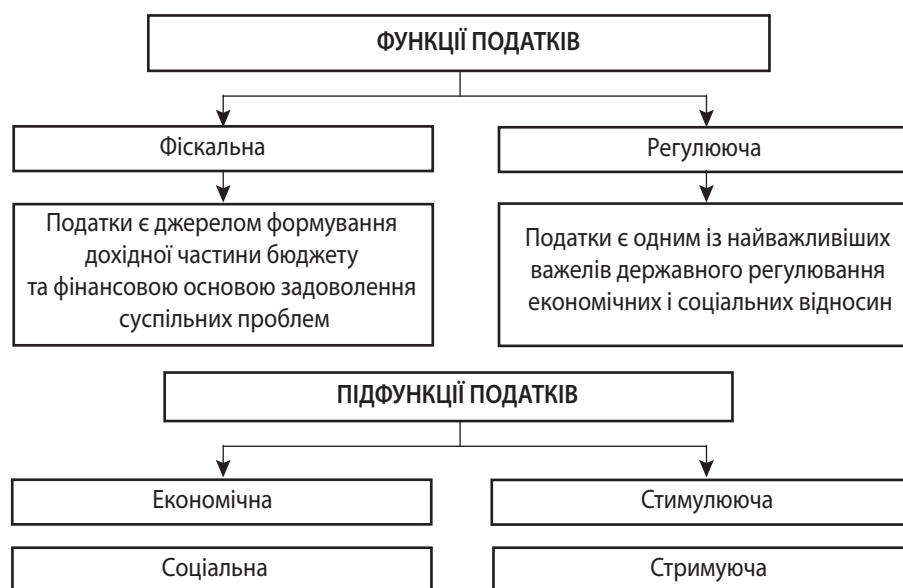 ФУНКЦІЇ ПОДАТКІВ
Фіскальна
Регулююча
Податки є джерелом формування
дохідної частини бюджету
та фінансовою основою задоволення
суспільних проблем
Податки є одним із найважливіших
важелів державного регулювання
економічних і соціальних відносин
ПІДФУНКЦІЇ ПОДАТКІВ
Економічна
Стимулююча
Соціальна
Стримуюча